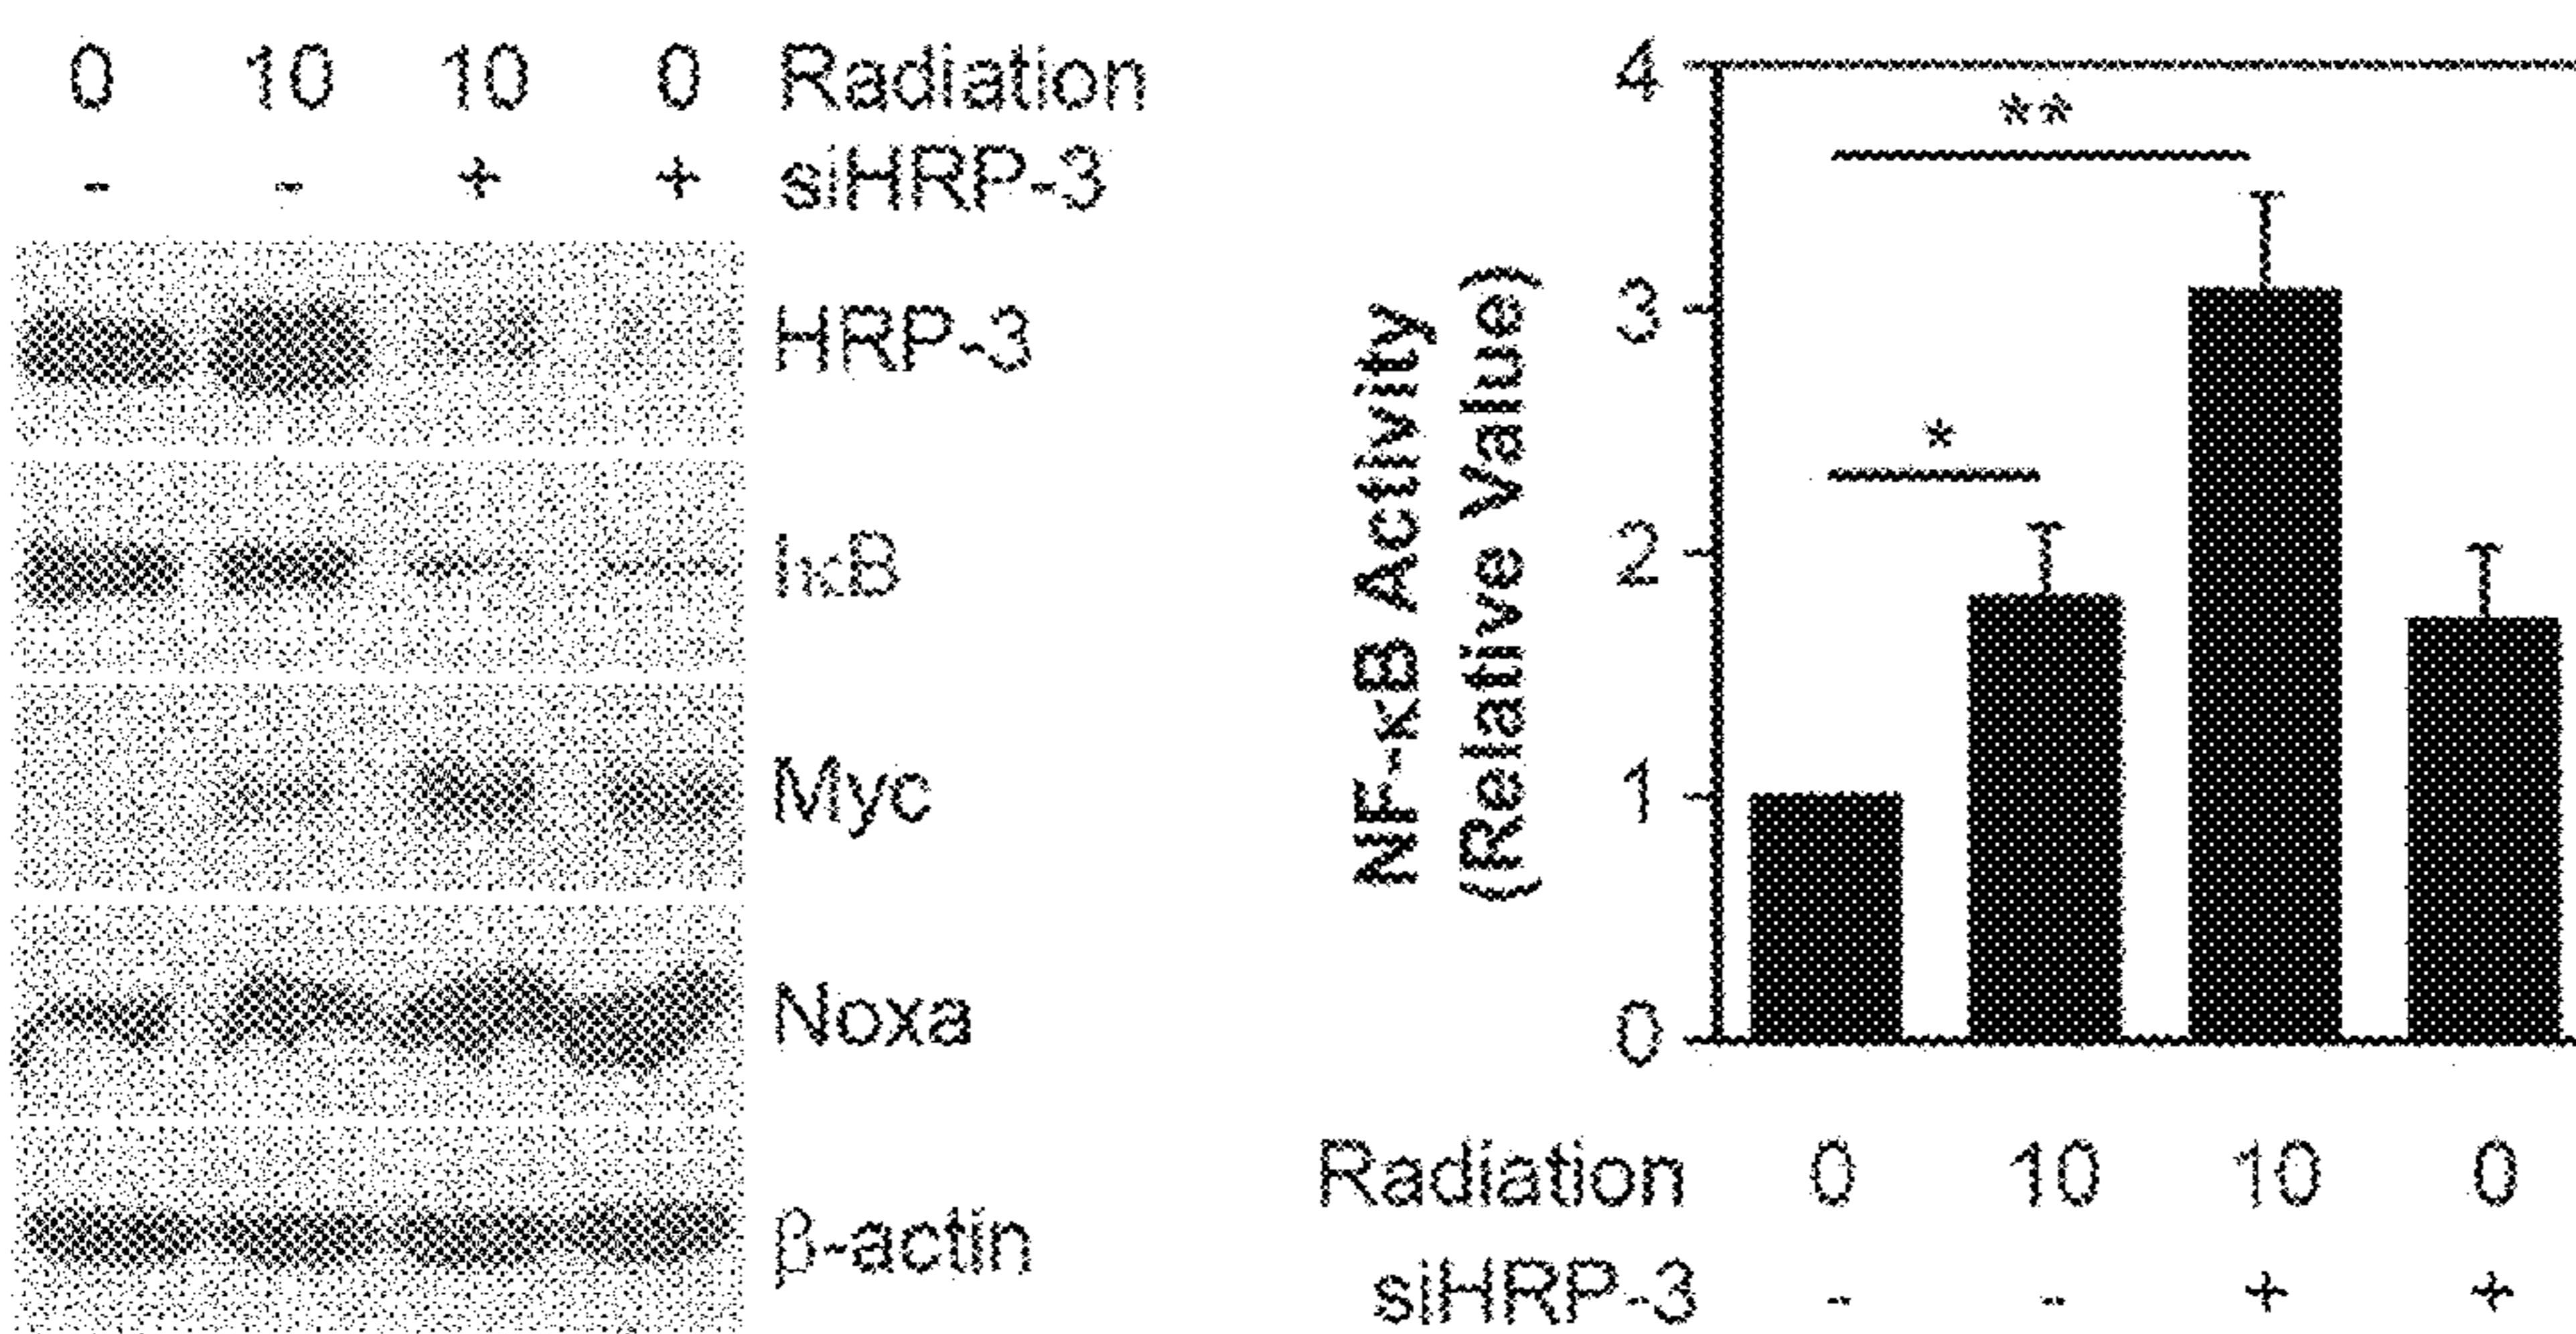 0 10 10 0 Radiation
- - + + siHRP-3
HRP-3
IκB
Myc
Noxa
β-actin
NF-κB Activity
(Relative Value)
4
3
2
1
0
**
*
Radiation 0 10 10 0
siHRP-3 - - + +